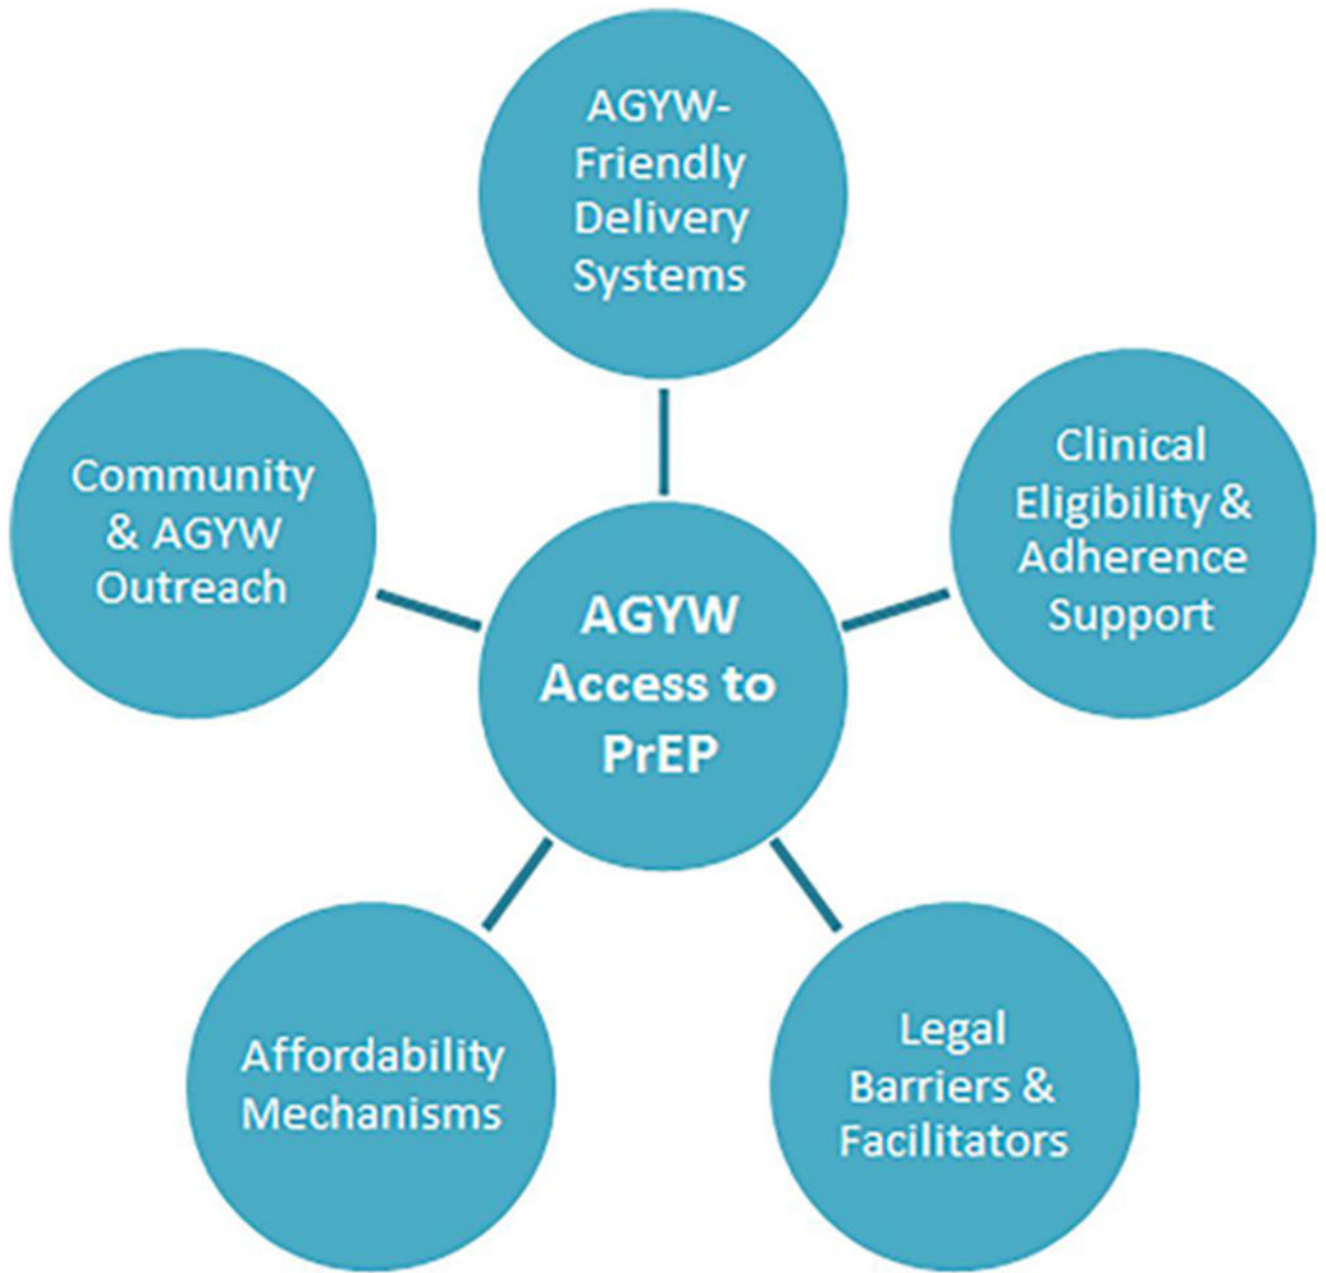 AGYW-
Friendly
Delivery
Systems
Clinical
Eligibility &
Adherence
Support
Legal
Barriers &
Facilitators
Affordability
Mechanisms
Community
& AGYW
Outreach
AGYW
Access to
PrEP